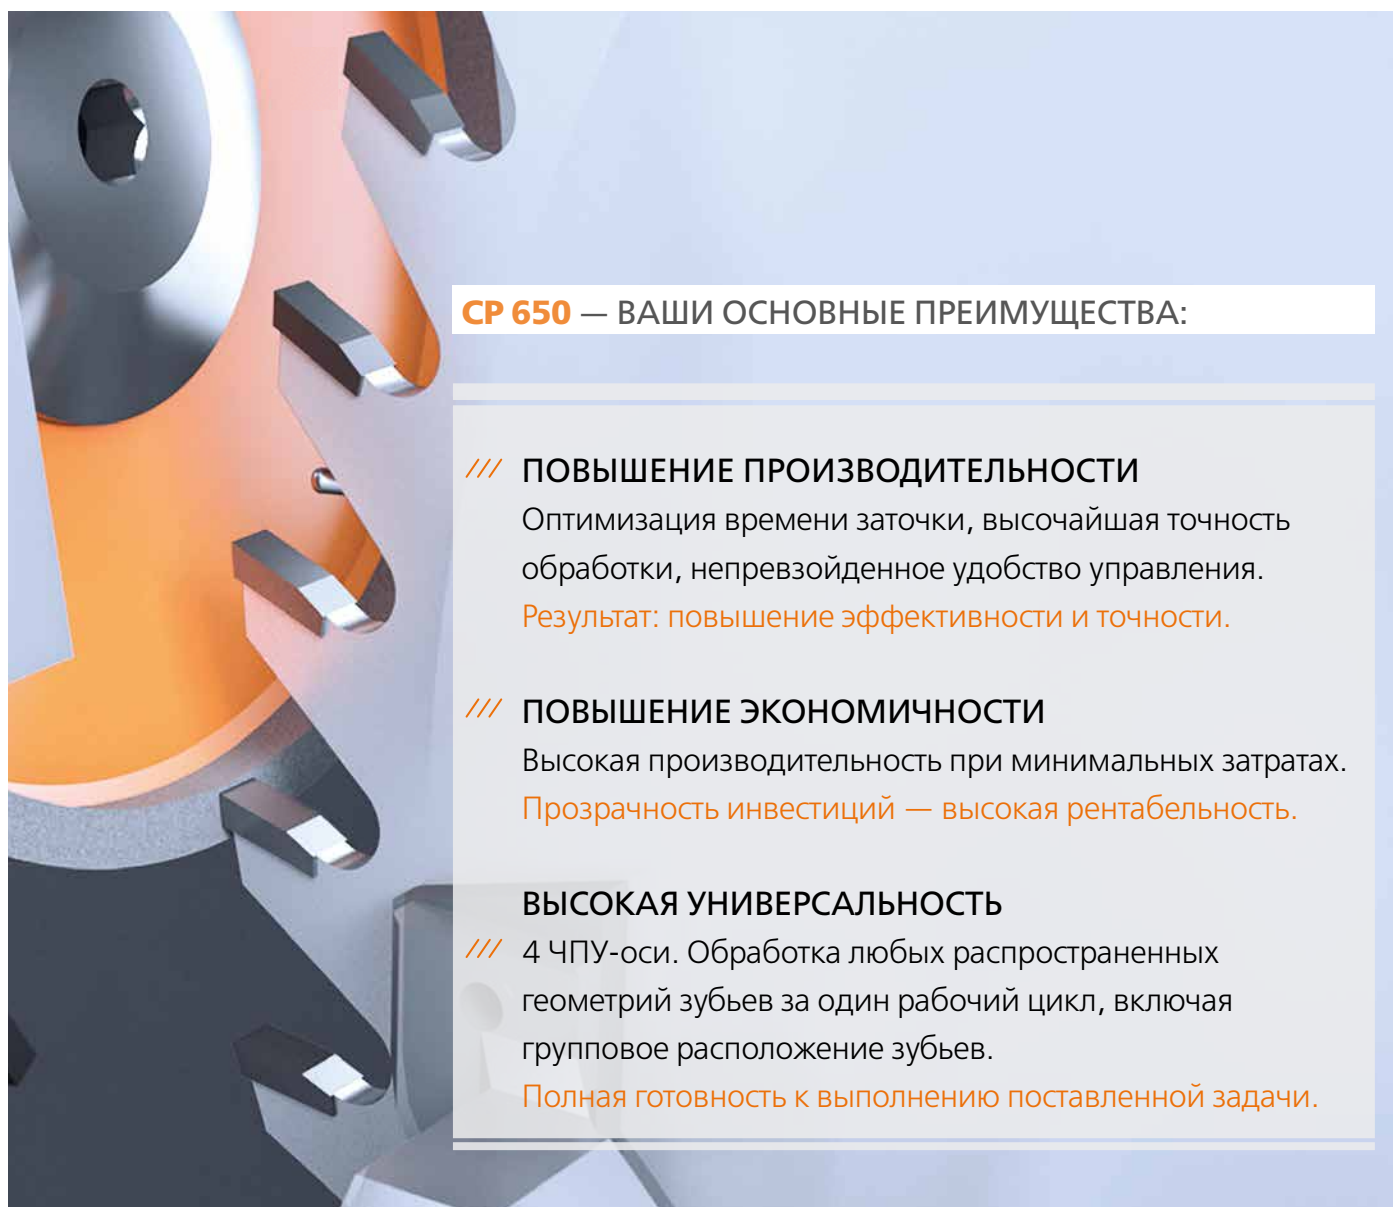 CP 650 — ВАШИ ОСНОВНЫЕ ПРЕИМУЩЕСТВА:
/// ПОВЫШЕНИЕ ПРОИЗВОДИТЕЛЬНОСТИ
Оптимизация времени заточки, высочайшая точность
обработки, непревзойденное удобство управления.
Результат: повышение эффективности и точности.
/// ПОВЫШЕНИЕ ЭКОНОМИЧНОСТИ
Высокая производительность при минимальных затратах.
Прозрачность инвестиций — высокая рентабельность.
ВЫСОКАЯ УНИВЕРСАЛЬНОСТЬ
/// 4 ЧПУ-оси. Обработка любых распространенных
геометрий зубьев за один рабочий цикл, включая
групповое расположение зубьев.
Полная готовность к выполнению поставленной задачи.